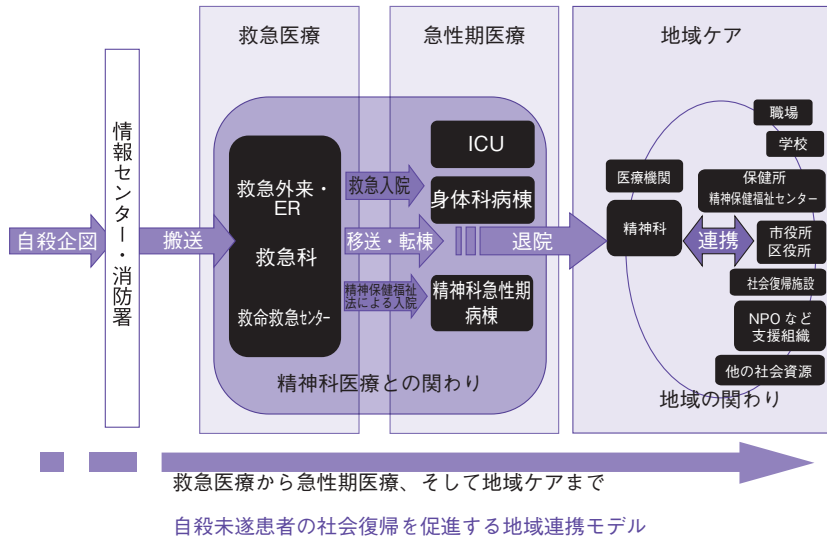 救急医療
急性期医療
地域ケア
自殺企図
情報センター・消防署
搬送
救急外来・
ER
救急科
救命救急センター
救急入院
移送・転棟
精神保健福祉
法による入院
ICU
身体科病棟
精神科急性期
病棟
精神科医療との関わり
退院
医療機関
精神科
連携
職場
学校
保健所
精神保健福祉センター
市役所
区役所
社会復帰施設
NPO など
支援組織
他の社会資源
地域の関わり
救急医療から急性期医療、そして地域ケアまで
自殺未遂患者の社会復帰を促進する地域連携モデル